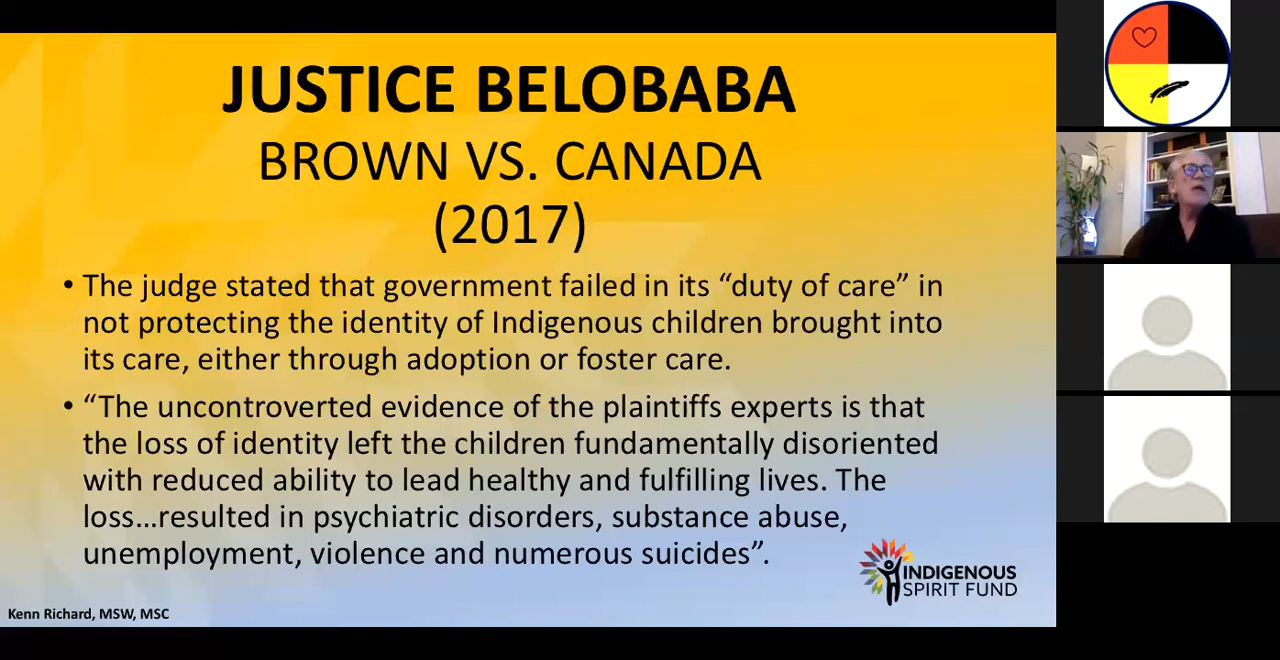 JUSTICE BELOBABA
BROWN VS. CANADA
(2017)
• The judge stated that government failed in its “duty of care” in
not protecting the identity of Indigenous children brought into
its care, either through adoption or foster care.
• “The uncontroverted evidence of the plaintiffs experts is that
the loss of identity left the children fundamentally disoriented
with reduced ability to lead healthy and fulfilling lives. The
loss…resulted in psychiatric disorders, substance abuse,
unemployment, violence and numerous suicides”.
INDIGENOUS
SPIRIT FUND
Kenn Richard, MSW, MSC